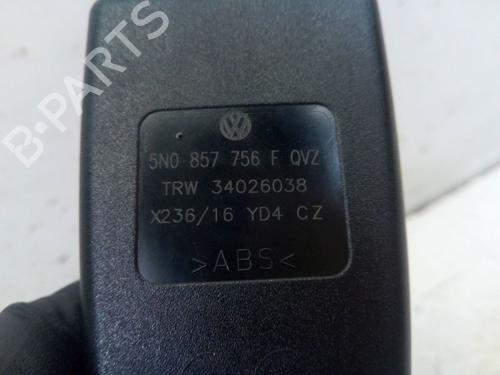 B-PARTS
5N0 857 756 F QVZ
TRW 34026038
X236/16 YD4 CZ
>ABS<